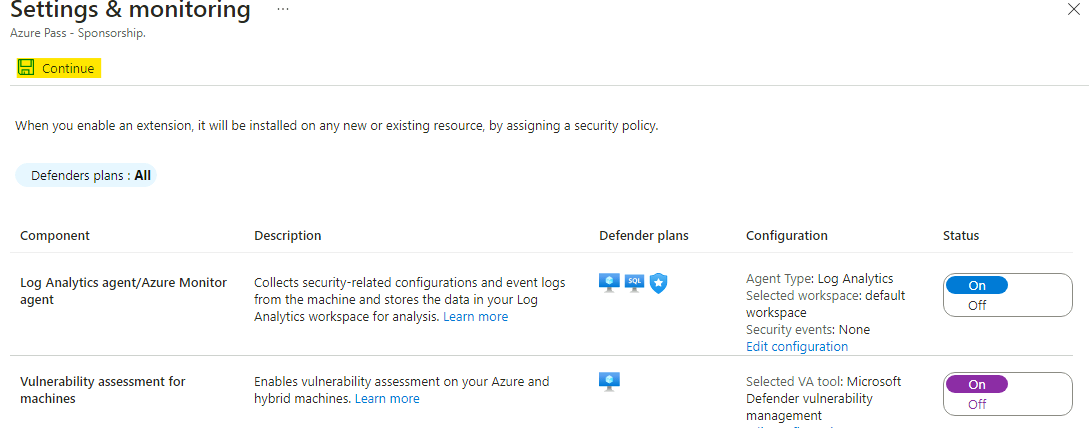 Settings & monitoring ...
Azure Pass - Sponsorship.
Continue
When you enable an extension, it will be installed on any new or existing resource, by assigning a security policy.
Defenders plans : All
Component Description Defender plans Configuration Status
Log Analytics agent/Azure Monitor
agent
Collects security-related configurations and event logs
from the machine and stores the data in your Log
Analytics workspace for analysis. Learn more
SQL
Agent Type: Log Analytics
Selected workspace: default
workspace
Security events: None
Edit configuration
On
Off
Vulnerability assessment for
machines
Enables vulnerability assessment on your Azure and
hybrid machines. Learn more
Selected VA tool: Microsoft
Defender vulnerability
management
On
Off